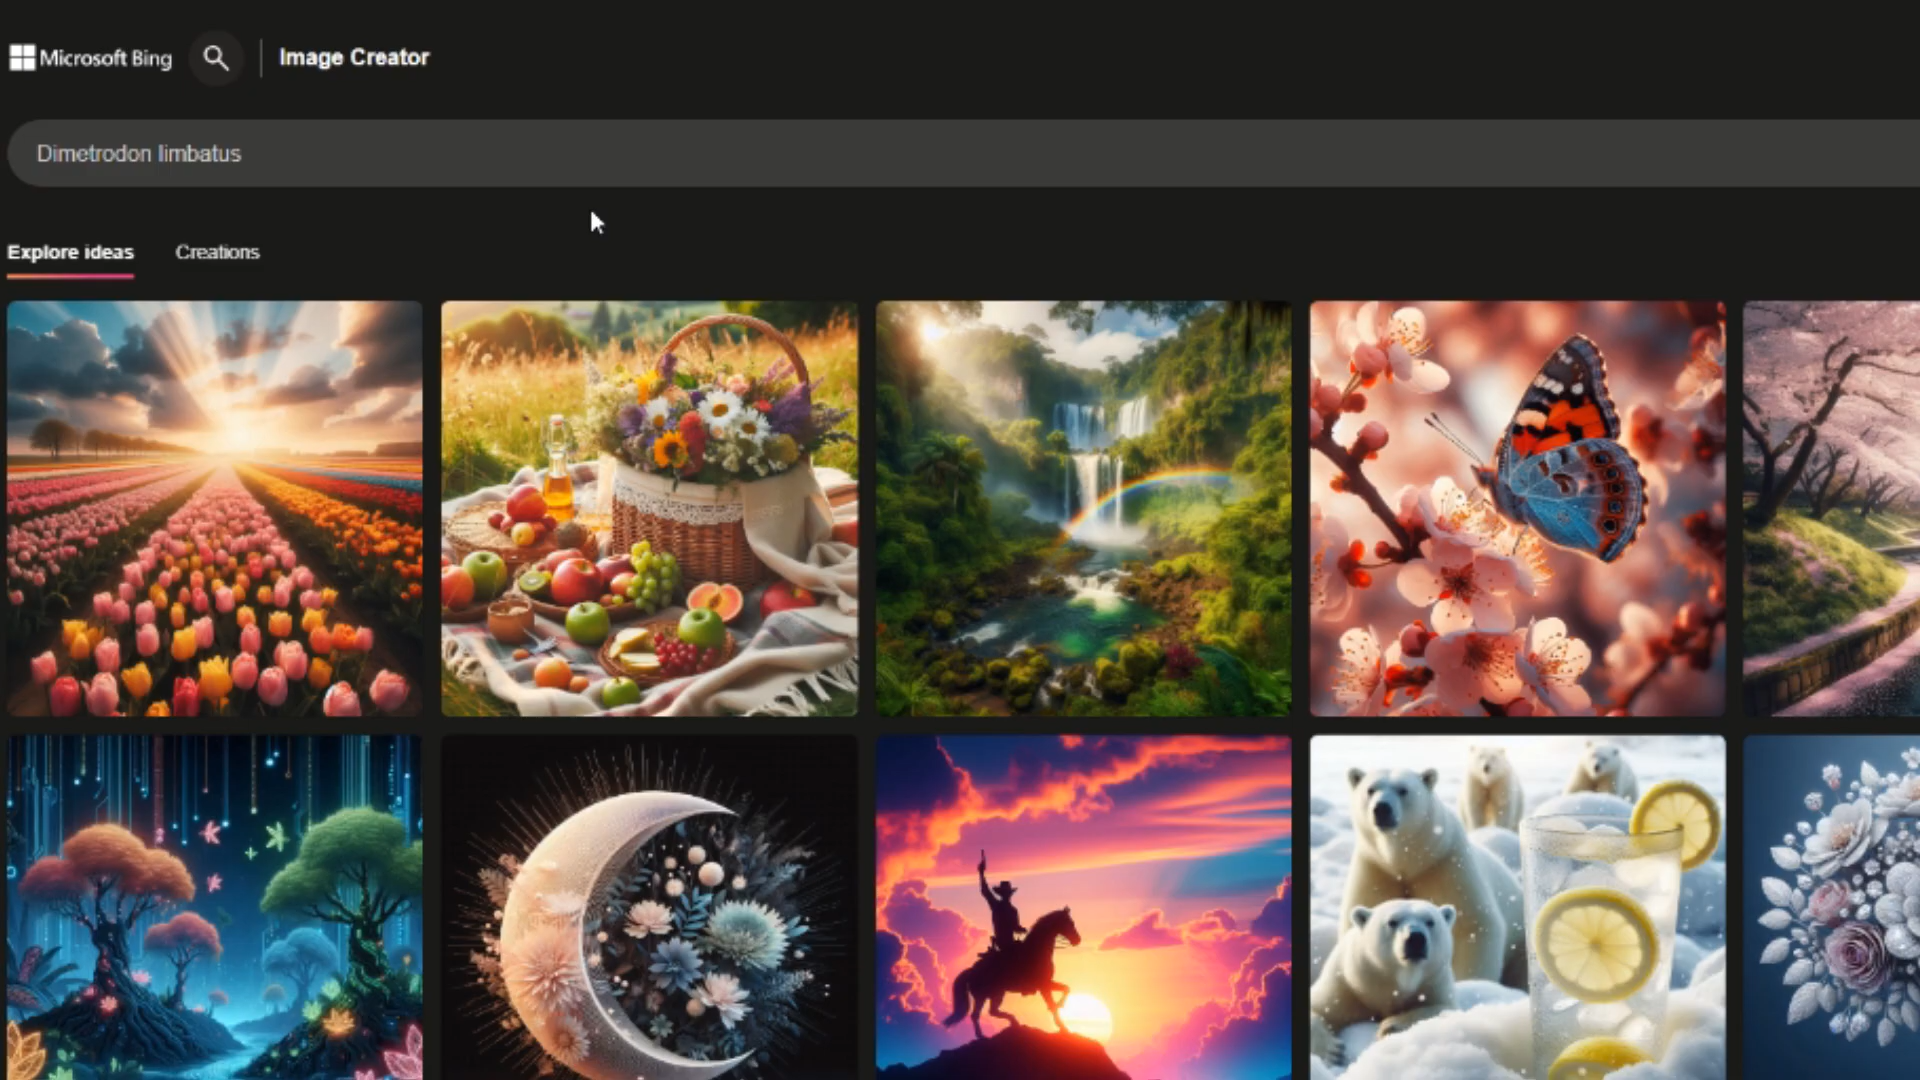 Microsoft Bing
Image Creator
Dimetrodon limbatus
Explore ideas
Creations